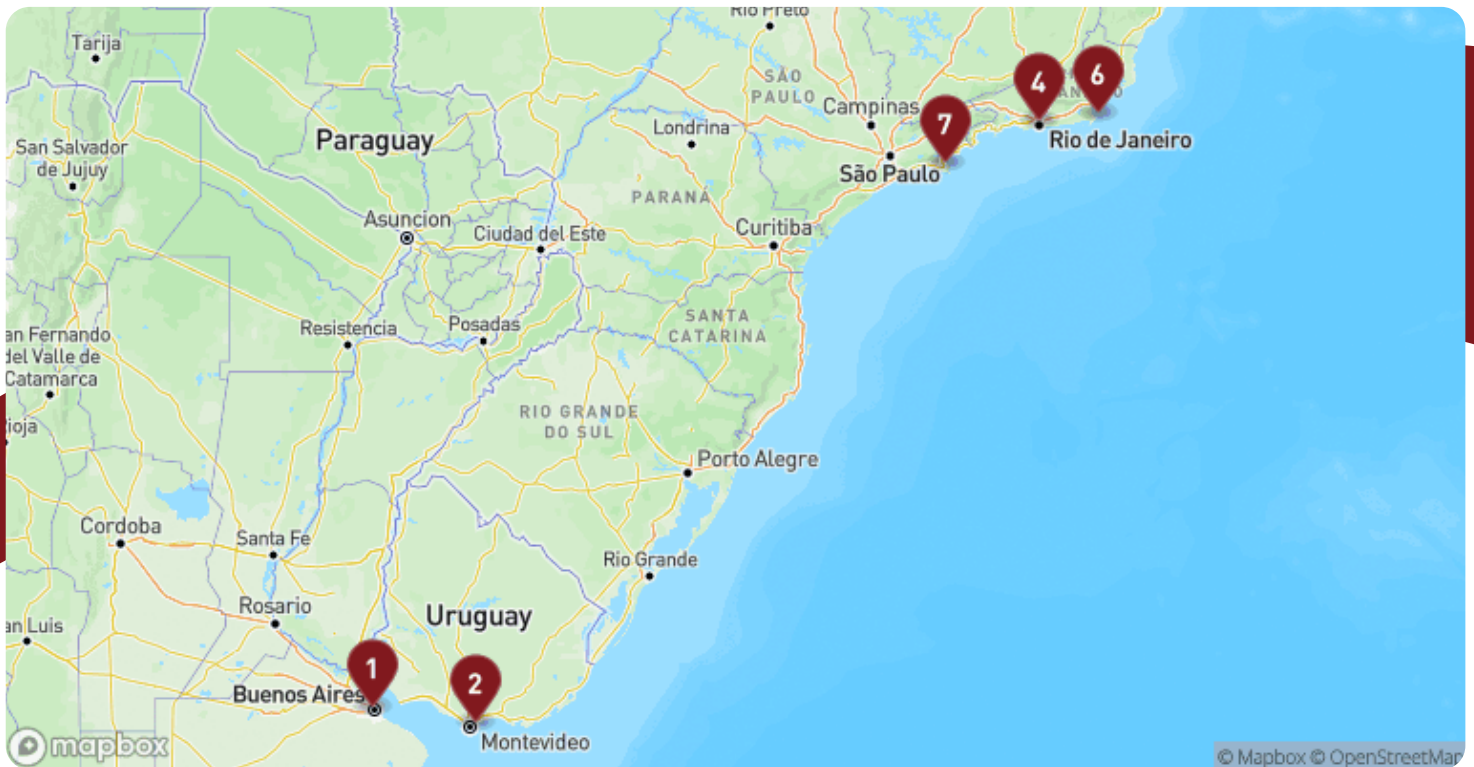 Rio Preto
Tarija
6
4
SÃO
PAULO
Campinas
7
Londrina
Paraguay
Rio de Janeiro
San Salvador
de Jujuy
São Paulo
PARANÁ
Asuncion
Curitiba
Ciudad del Este
SANTA
CATARINA
Resistencia
Posadas
an Fernando
del Valle de
Catamarca
RIO GRANDE
DO SUL
ioja
Porto Alegre
Cordoba
Santa Fe
Rio Grande
Rosario
Uruguay
an Luis
1
2
Buenos Aires
Montevideo
mapbox
© Mapbox © OpenStreetMap